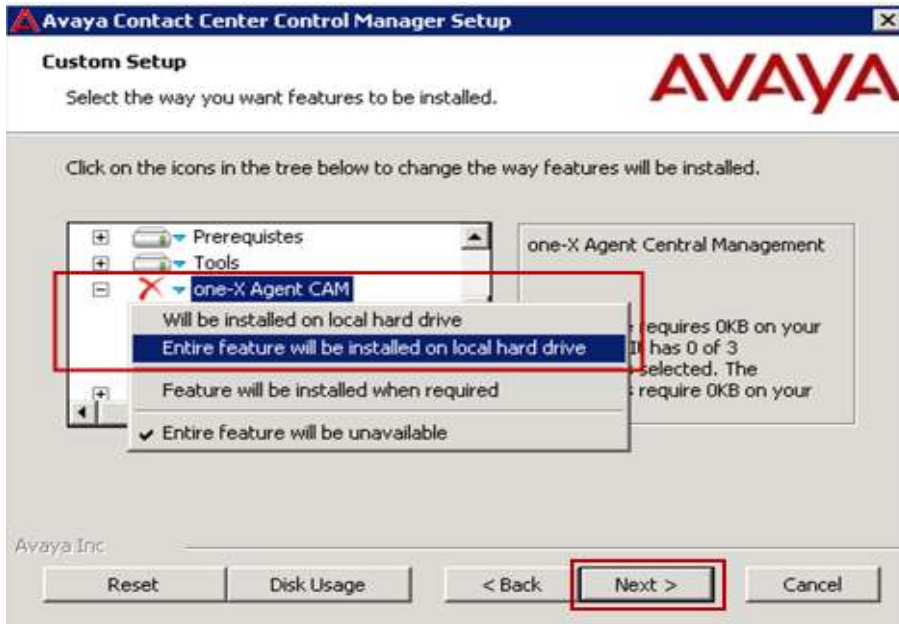 Avaya Contact Center Control Manager Setup
Custom Setup
Select the way you want features to be installed.
AVAYA
Click on the icons in the tree below to change the way features will be installed.
Prerequistes
Tools
one-X Agent CAM
one-X Agent Central Management
Will be installed on local hard drive
Entire feature will be installed on local hard drive
Feature will be installed when required
Entire feature will be unavailable
requires 0KB on your
has 0 of 3
selected. The
require 0KB on your
Avaya Inc
Reset
Disk Usage
< Back
Next >
Cancel